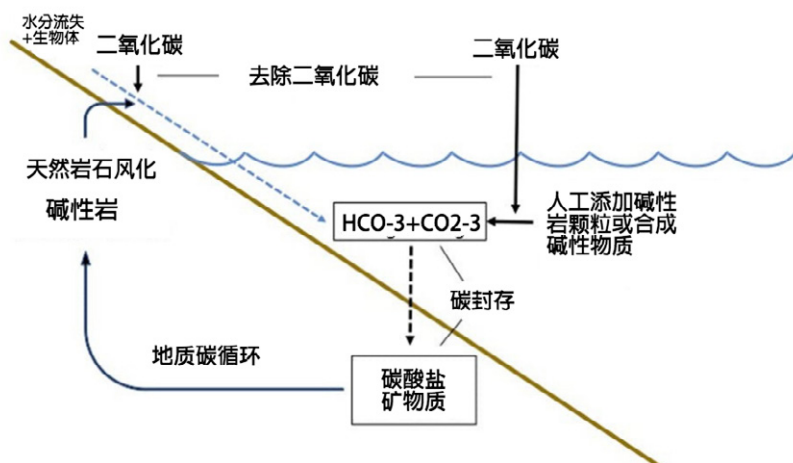 水分流失
+生物体
二氧化碳
二氧化碳
去除二氧化碳
天然岩石风化
碱性岩
HCO-3+CO2-3
人工添加碱性
岩颗粒或合成
碱性物质
碳封存
地质碳循环
碳酸盐
矿物质